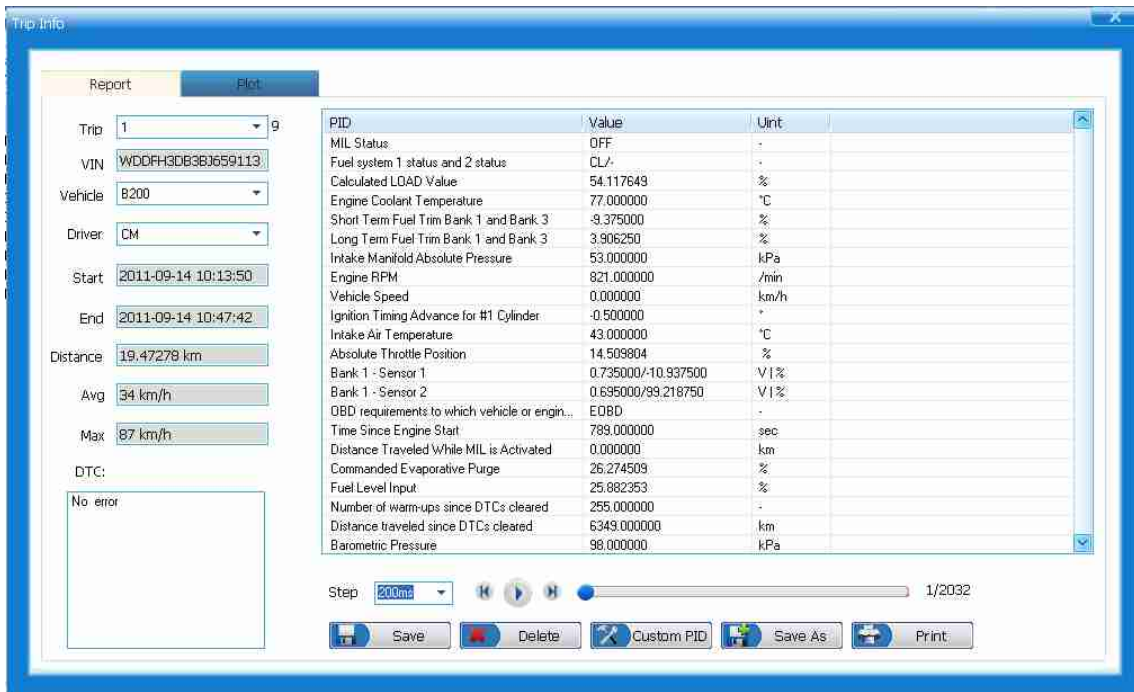 Trip Info
X
Report Plot
Trip 1 9
VIN WDDFH3DB3BJ659113
Vehicle B200
Driver CM
Start 2011-09-14 10:13:50
End 2011-09-14 10:47:42
Distance 19.47278 km
Avg 34 km/h
Max 87 km/h
DTC:
No error
PID Value Uint
MIL Status OFF -
Fuel system 1 status and 2 status CL/- -
Calculated LOAD Value 54.117649 %
Engine Coolant Temperature 77.000000 °C
Short Term Fuel Trim Bank 1 and Bank 3 -9.375000 %
Long Term Fuel Trim Bank 1 and Bank 3 3.906250 %
Intake Manifold Absolute Pressure 53.000000 kPa
Engine RPM 821.000000 /min
Vehicle Speed 0.000000 km/h
Ignition Timing Advance for #1 Cylinder -0.500000 °
Intake Air Temperature 43.000000 °C
Absolute Throttle Position 14.509804 %
Bank 1 - Sensor 1 0.735000/-10.937500 V | %
Bank 1 - Sensor 2 0.695000/99.218750 V | %
OBD requirements to which vehicle or engin... EOBD -
Time Since Engine Start 789.000000 sec
Distance Traveled While MIL is Activated 0.000000 km
Commanded Evaporative Purge 26.274509 %
Fuel Level Input 25.882353 %
Number of warm-ups since DTCs cleared 255.000000 -
Distance traveled since DTCs cleared 6349.000000 km
Barometric Pressure 98.000000 kPa
Step 200ms 1/2032
Save Delete Custom PID Save As Print